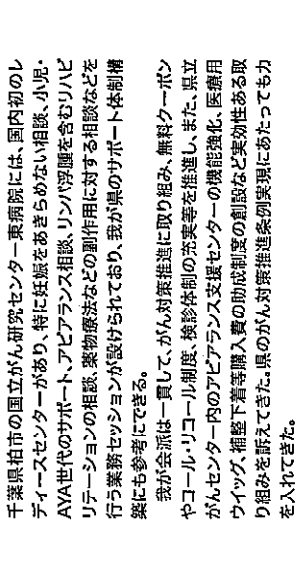 千葉県柏市の国立がん研究センター東病院には、国内初のレ
ディースセンターがあり、特に妊娠をあきらめない相談、小児・
AYA世代のサポート、アピアランス相談、リンパ浮腫を含むリハビ
リテーションの相談、薬物療法などの副作用に対する相談などを
行う業務セッションが設けられており、我が県のサポート体制構
築にも参考にできる。
　我が会派は一貫して、がん対策推進に取り組み、無料クーポン
やコール・リコール制度・検診体制の充実等を推進し、また、県立
がんセンター内のアピアランス支援センターの機能強化、医療用
ウイッグ、補整下着等購入費の助成制度の創設など実効性ある取
り組みを訴えてきた。県のがん対策推進条例実現にあたっても力
を入れてきた。